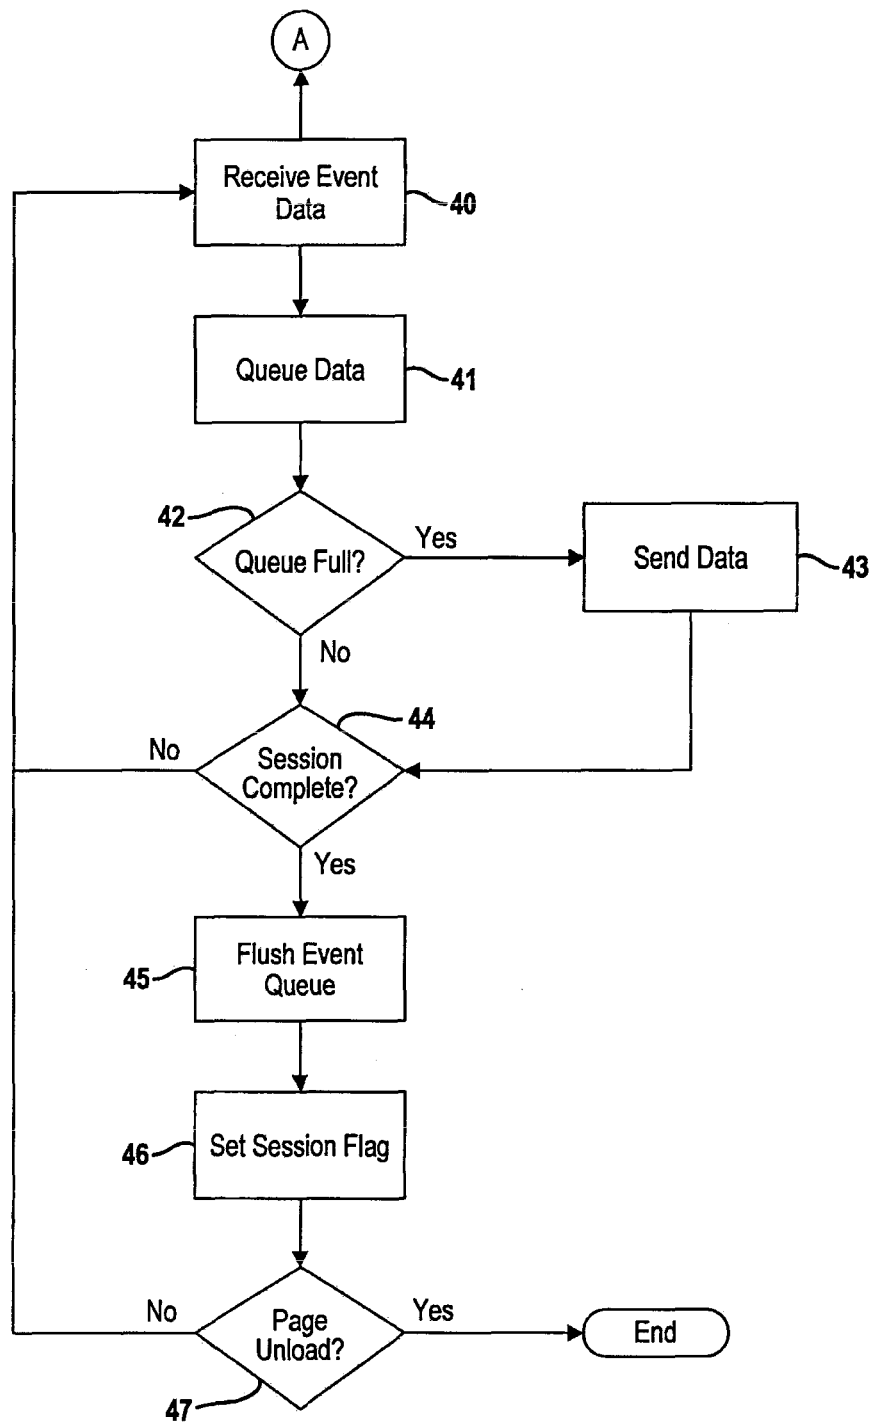 A
Receive Event
Data
40
Queue Data
41
42
Queue Full?
Yes
Send Data
43
No
44
No
Session
Complete?
Yes
45
Flush Event
Queue
46
Set Session Flag
No
Page
Unload?
Yes
End
47